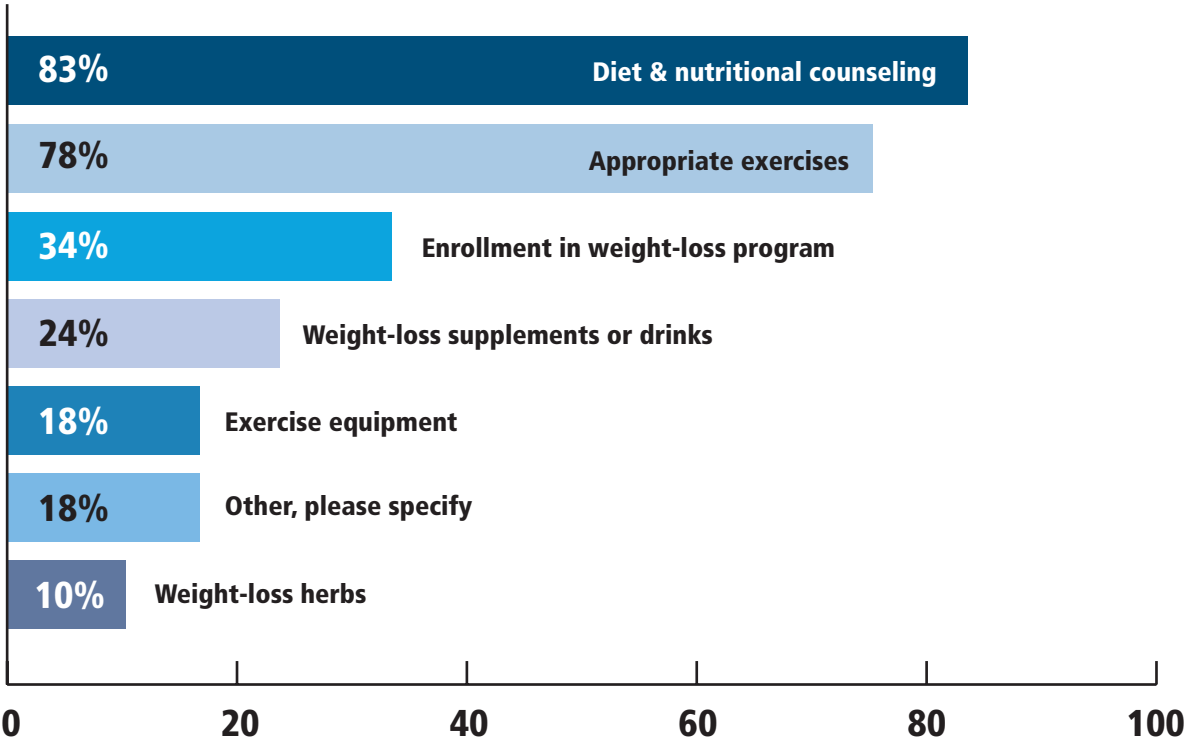 83% Diet & nutritional counseling
78% Appropriate exercises
34% Enrollment in weight-loss program
24% Weight-loss supplements or drinks
18% Exercise equipment
18% Other, please specify
10% Weight-loss herbs
0 20 40 60 80 100